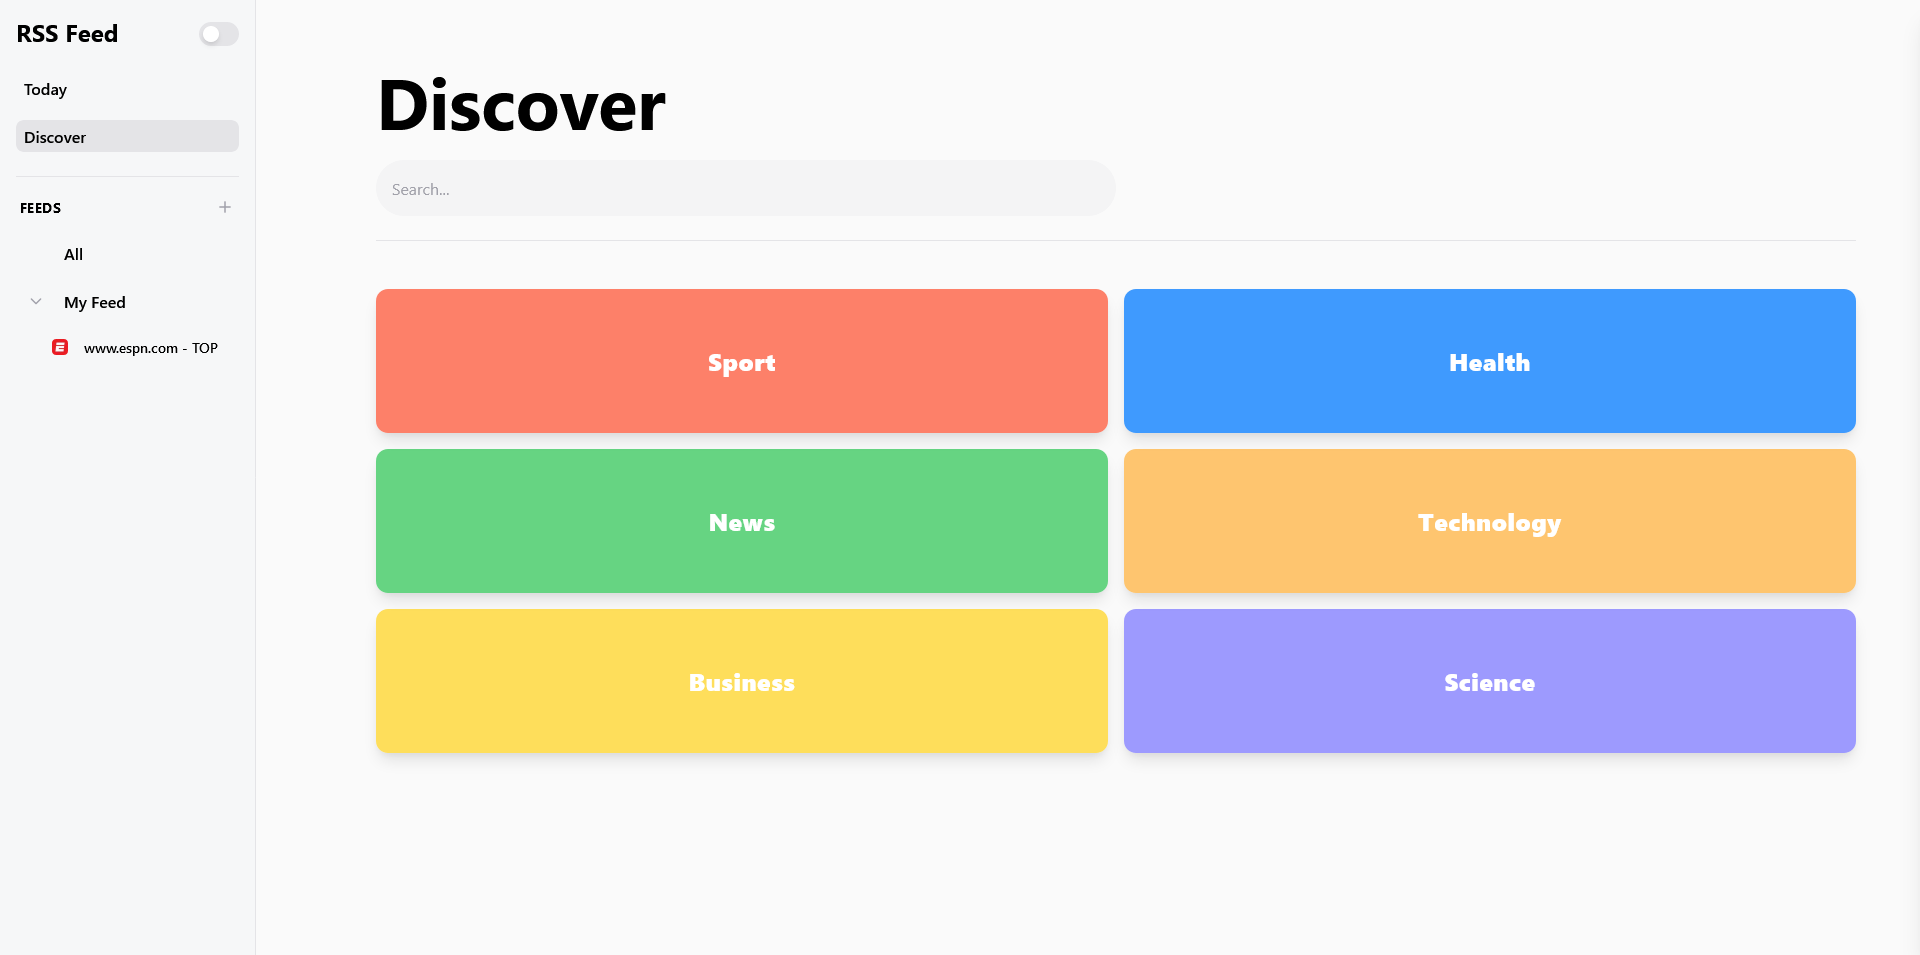 RSS Feed
Today
Discover
FEEDS
All
My Feed
www.espn.com - TOP
Discover
Search...
Sport
Health
News
Technology
Business
Science